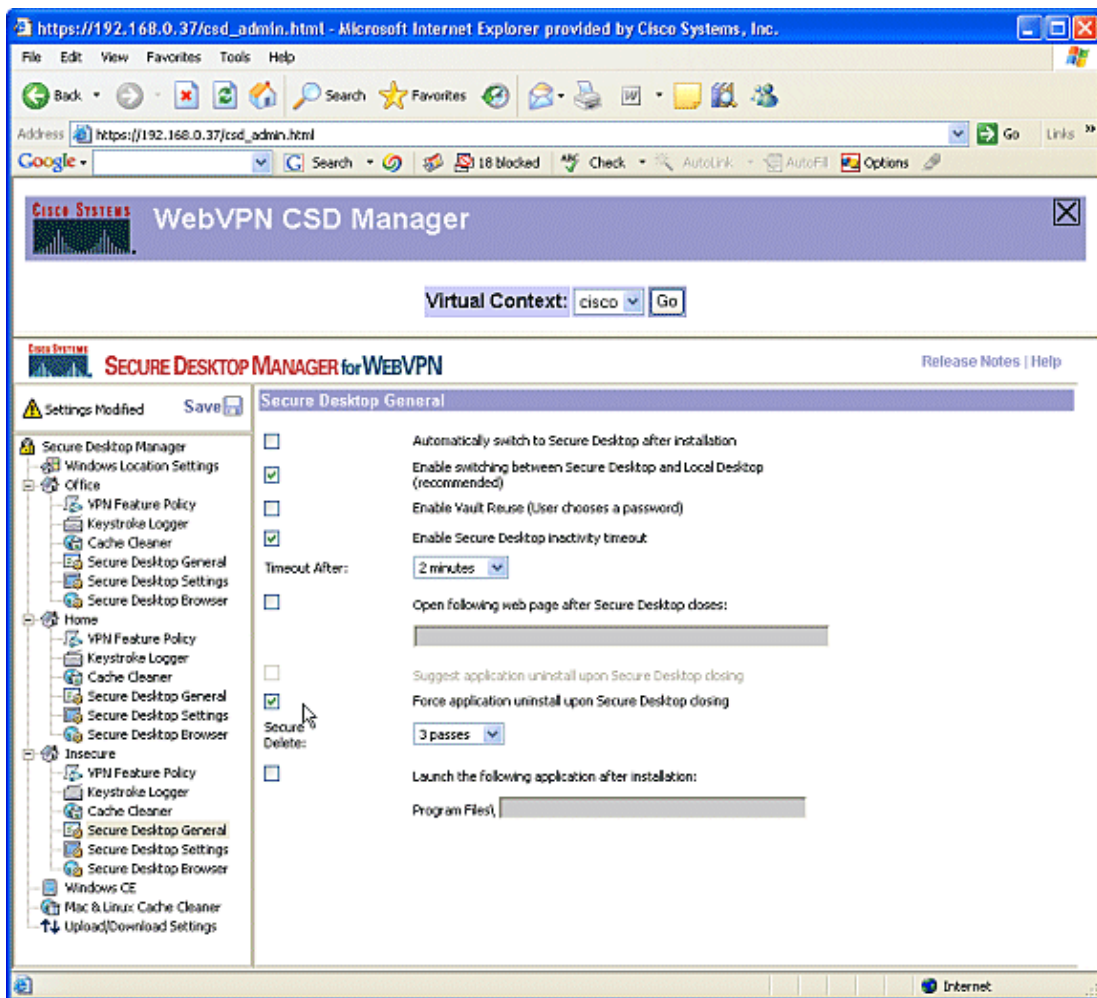 https://192.168.0.37/csd_admin.html - Microsoft Internet Explorer provided by Cisco Systems, Inc.
File Edit View Favorites Tools Help
Back Search Favorites
Address https://192.168.0.37/csd_admin.html Go Links »
Google Search 18 blocked Check AutoLink AutoFill Options
CISCO SYSTEMS WebVPN CSD Manager
Virtual Context: cisco Go
CISCO SYSTEMS SECURE DESKTOP MANAGER for WEBVPN Release Notes | Help
Settings Modified Save
Secure Desktop Manager
Windows Location Settings
Office
VPN Feature Policy
Keystroke Logger
Cache Cleaner
Secure Desktop General
Secure Desktop Settings
Secure Desktop Browser
Home
VPN Feature Policy
Keystroke Logger
Cache Cleaner
Secure Desktop General
Secure Desktop Settings
Secure Desktop Browser
Insecure
VPN Feature Policy
Keystroke Logger
Cache Cleaner
Secure Desktop General
Secure Desktop Settings
Secure Desktop Browser
Windows CE
Mac & Linux Cache Cleaner
Upload/Download Settings
Secure Desktop General
Automatically switch to Secure Desktop after installation
Enable switching between Secure Desktop and Local Desktop
(recommended)
Enable Vault Reuse (User chooses a password)
Enable Secure Desktop inactivity timeout
Timeout After: 2 minutes
Open following web page after Secure Desktop closes:
Suggest application uninstall upon Secure Desktop closing
Force application uninstall upon Secure Desktop closing
Secure
Delete: 3 passes
Launch the following application after installation:
Program Files\
Internet